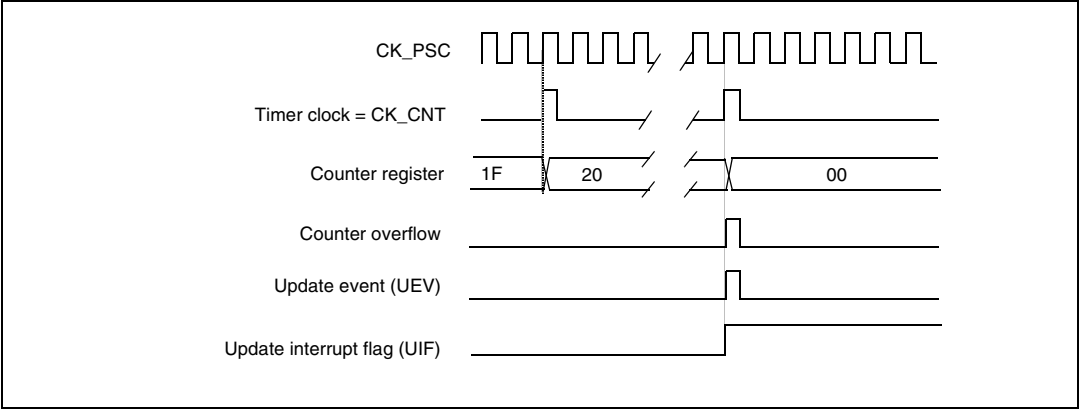 CK_PSC
Timer clock = CK_CNT
Counter register 1F 20 00
Counter overflow
Update event (UEV)
Update interrupt flag (UIF)